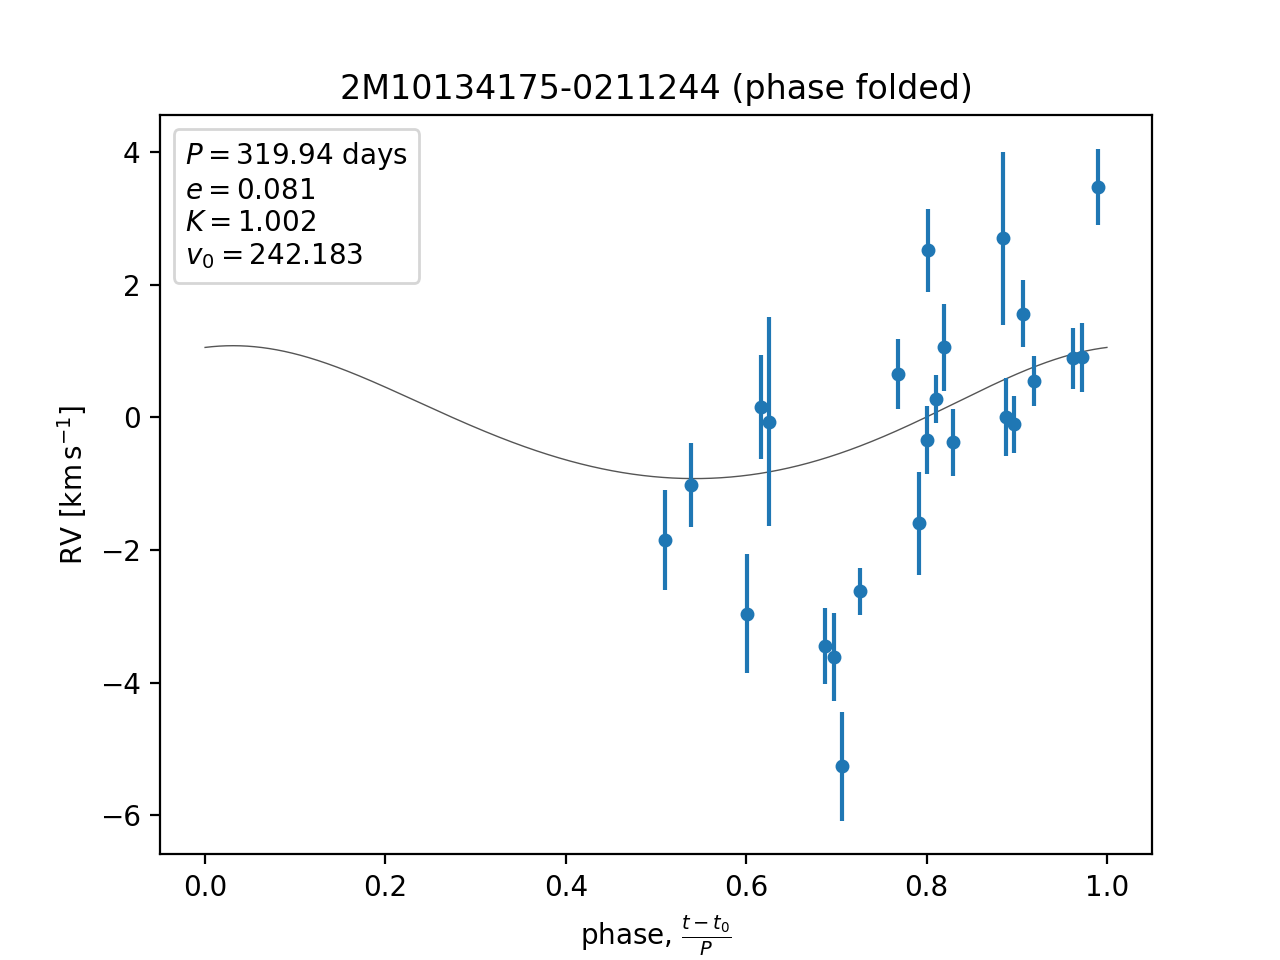 2M10134175-0211244 (phase folded)
P = 319.94 days
e = 0.081
K = 1.002
v₀ = 242.183
4
2
0
−2
−4
−6
RV [km s⁻¹]
0.0 0.2 0.4 0.6 0.8 1.0
phase, (t − t₀)/P